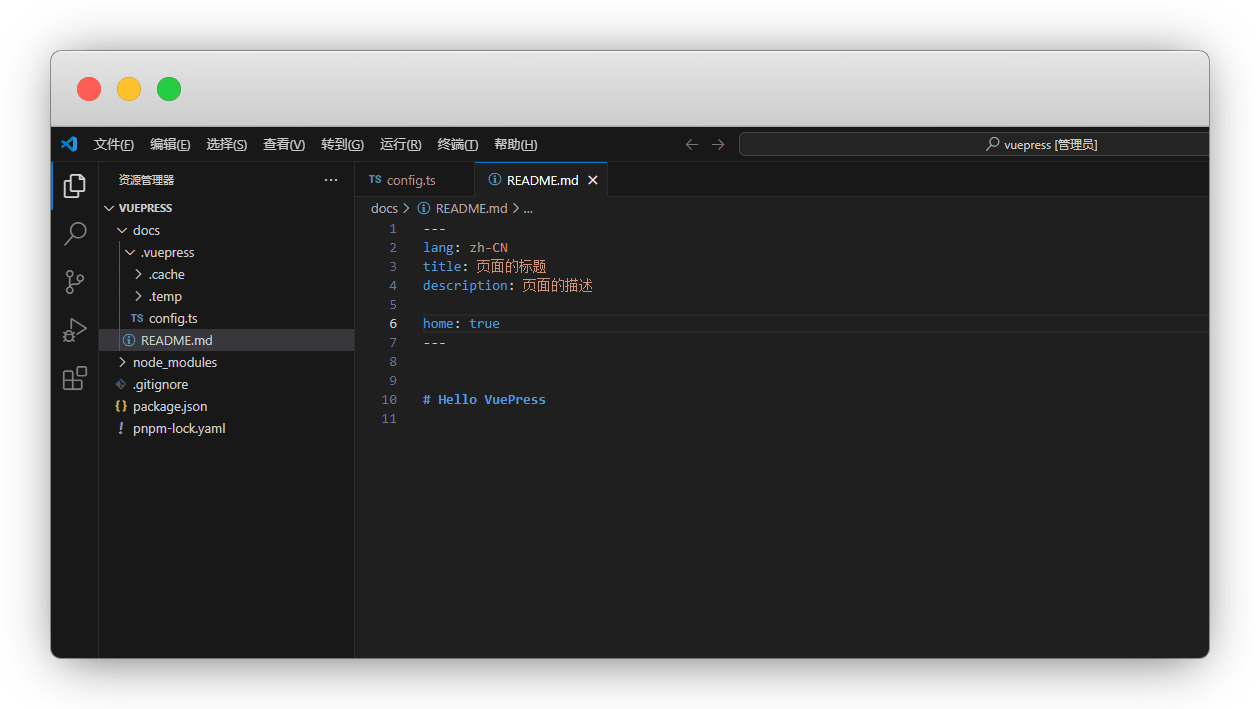 文件(F) 编辑(E) 选择(S) 查看(V) 转到(G) 运行(R) 终端(T) 帮助(H) vuepress [管理员]
资源管理器
VUEPRESS
docs
.vuepress
.cache
.temp
TS config.ts
README.md
node_modules
.gitignore
{} package.json
! pnpm-lock.yaml
TS config.ts README.md
docs > README.md > ...
1 ---
2 lang: zh-CN
3 title: 页面的标题
4 description: 页面的描述
5
6 home: true
7 ---
8
9
10 # Hello VuePress
11